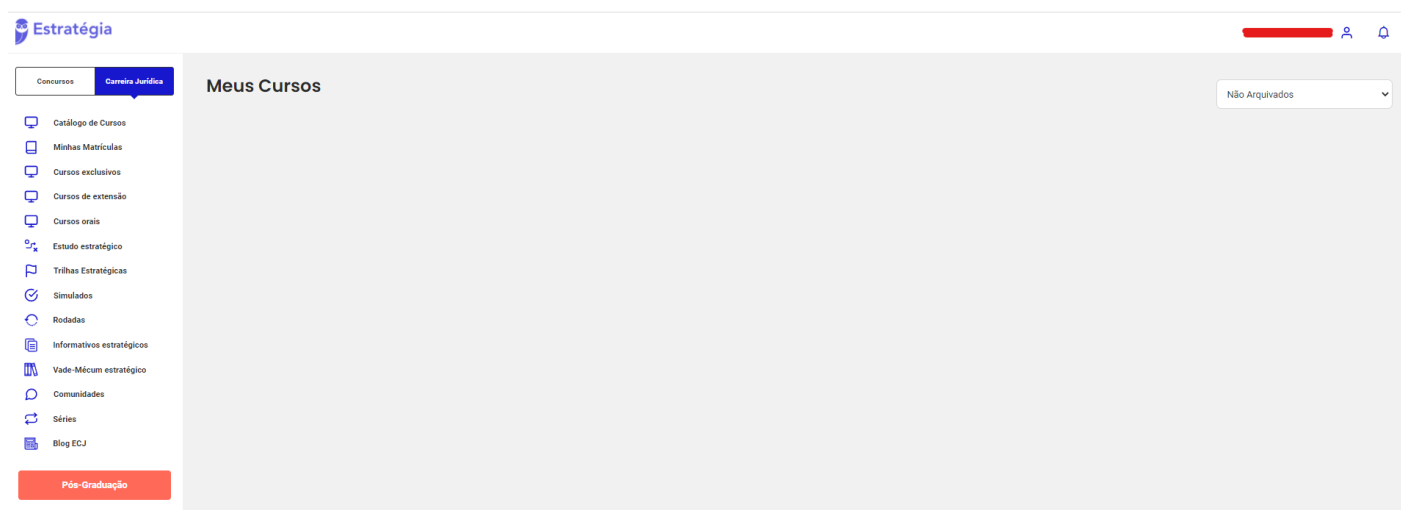 Estratégia
Concursos
Carreira Jurídica
Meus Cursos
Não Arquivados
Catálogo de Cursos
Minhas Matrículas
Cursos exclusivos
Cursos de extensão
Cursos orais
Estudo estratégico
Trilhas Estratégicas
Simulados
Rodadas
Informativos estratégicos
Vade-Mécum estratégico
Comunidades
Séries
Blog ECJ
Pós-Graduação